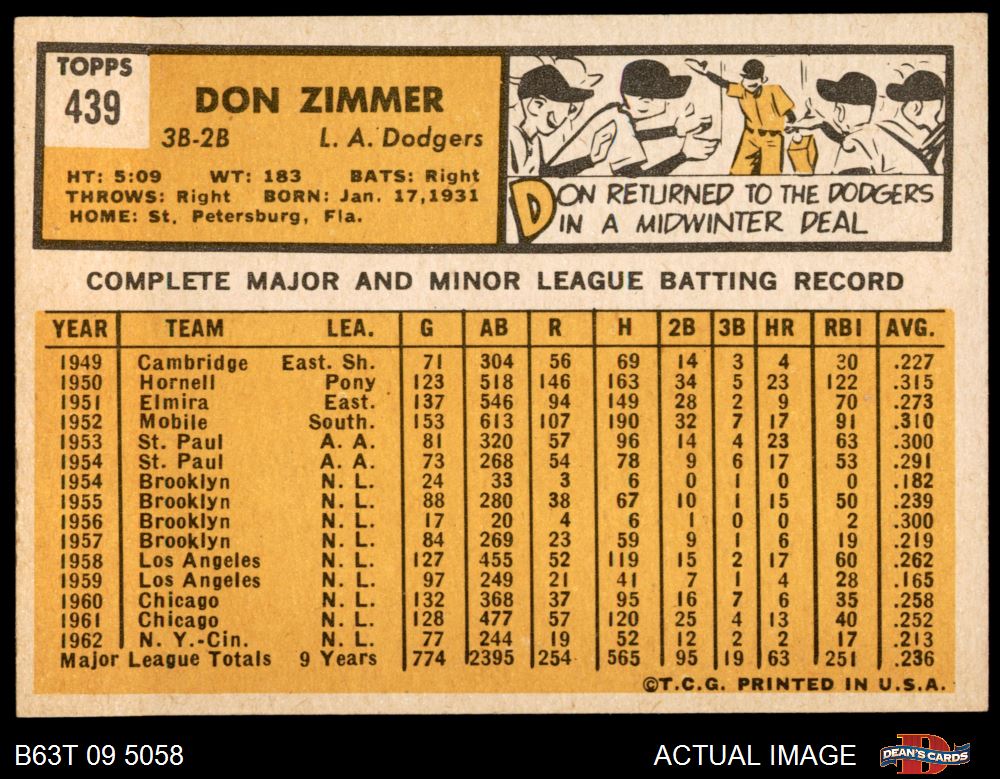 TOPPS
439
DON ZIMMER
3B-2B L. A. Dodgers
HT: 5:09 WT: 183 BATS: Right
THROWS: Right BORN: Jan. 17, 1931
HOME: St. Petersburg, Fla.
DON RETURNED TO THE DODGERS
IN A MIDWINTER DEAL
COMPLETE MAJOR AND MINOR LEAGUE BATTING RECORD
YEAR TEAM LEA. G AB R H 2B 3B HR RBI AVG.
1949 Cambridge East. Sh. 71 304 56 69 14 3 4 30 .227
1950 Hornell Pony 123 518 146 163 34 5 23 122 .315
1951 Elmira East. 137 546 94 149 28 2 9 70 .273
1952 Mobile South. 153 613 107 190 32 7 17 91 .310
1953 St. Paul A. A. 81 320 57 96 14 4 23 63 .300
1954 St. Paul A. A. 73 268 54 78 9 6 17 53 .291
1954 Brooklyn N. L. 24 33 3 6 0 1 0 0 .182
1955 Brooklyn N. L. 88 280 38 67 10 1 15 50 .239
1956 Brooklyn N. L. 17 20 4 6 1 0 0 2 .300
1957 Brooklyn N. L. 84 269 23 59 9 1 6 19 .219
1958 Los Angeles N. L. 127 455 52 119 15 2 17 60 .262
1959 Los Angeles N. L. 97 249 21 41 7 1 4 28 .165
1960 Chicago N. L. 132 368 37 95 16 7 6 35 .258
1961 Chicago N. L. 128 477 57 120 25 4 13 40 .252
1962 N. Y.-Cin. N. L. 77 244 19 52 12 2 2 17 .213
Major League Totals 9 Years 774 2395 254 565 95 19 63 251 .236
©T.C.G. PRINTED IN U.S.A.
B63T 09 5058 ACTUAL IMAGE DEAN'S CARDS